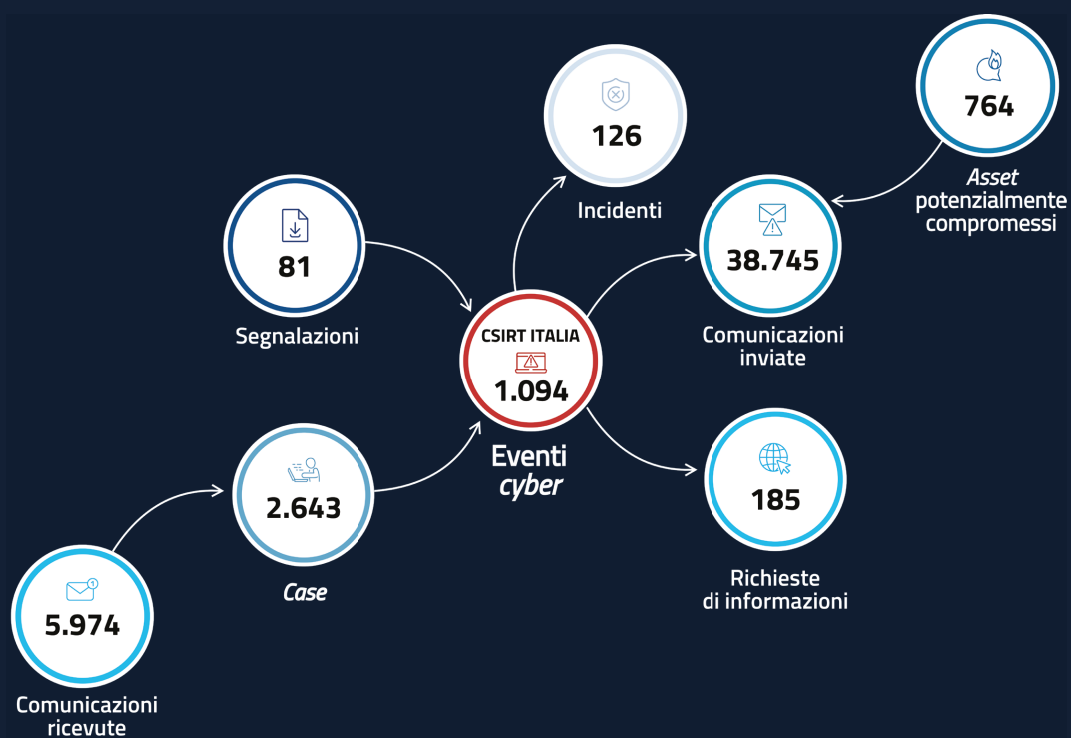 764
Asset
potenzialmente
compromessi
126
Incidenti
81
Segnalazioni
38.745
Comunicazioni
inviate
CSIRT ITALIA
1.094
Eventi
cyber
2.643
Case
185
Richieste
di informazioni
1
5.974
Comunicazioni
ricevute